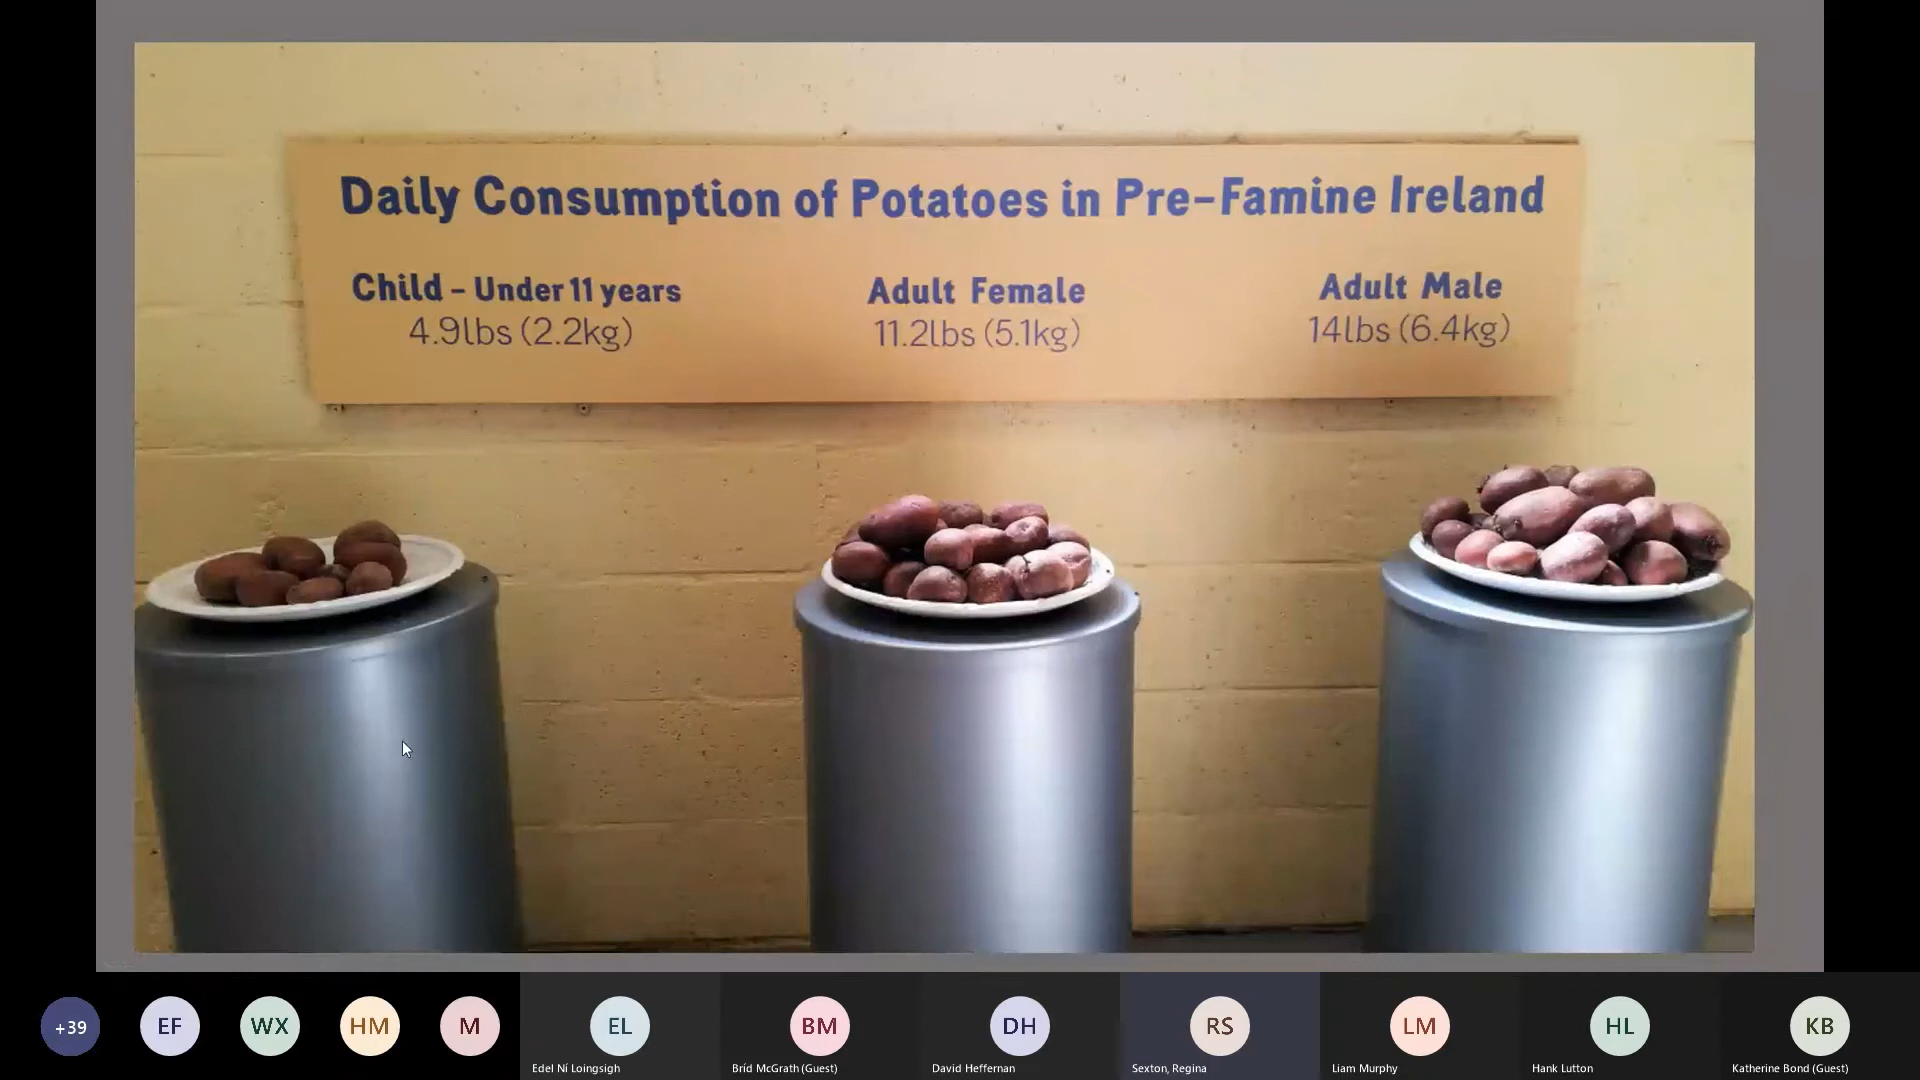 Daily Consumption of Potatoes in Pre-Famine Ireland
Child - Under 11 years
4.9lbs (2.2kg)
Adult Female
11.2lbs (5.1kg)
Adult Male
14lbs (6.4kg)
+39
EF
WX
HM
M
EL
BM
DH
RS
LM
HL
KB
Edel Ní Loingsigh
Bríd McGrath (Guest)
David Heffernan
Sexton, Regina
Liam Murphy
Hank Lutton
Katherine Bond (Guest)